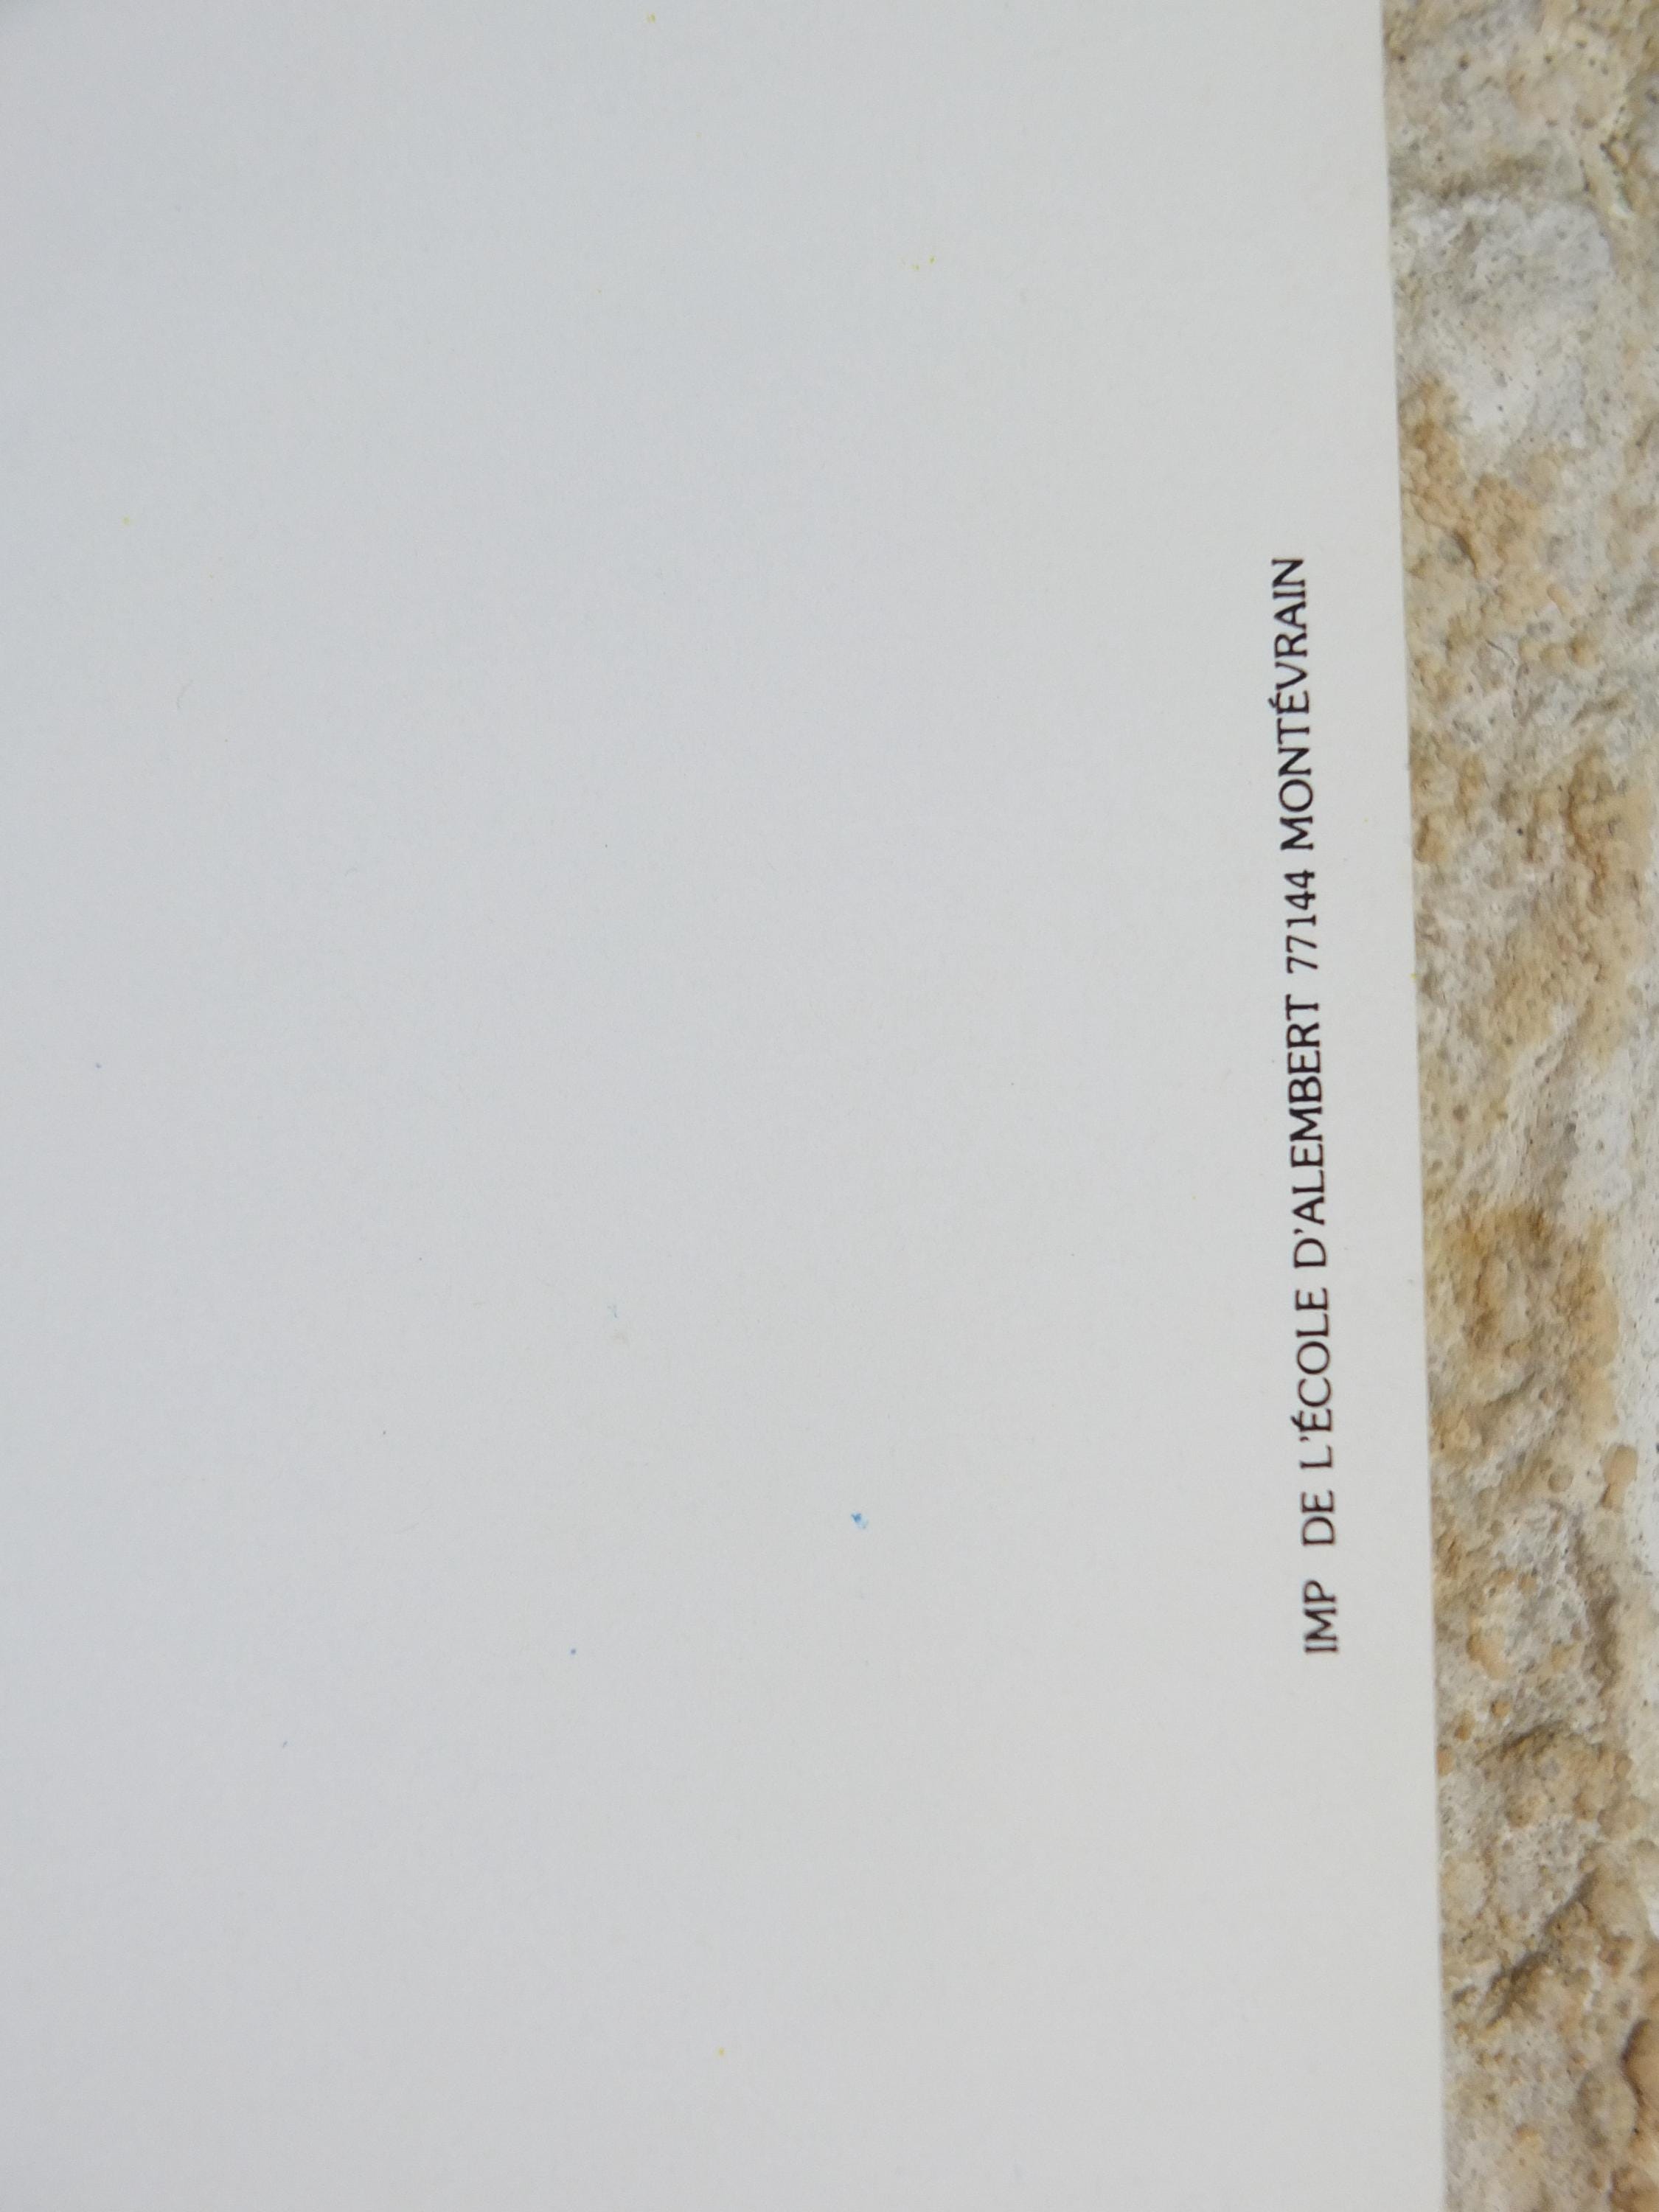 IMP DE L'ÉCOLE D'ALEMBERT 77144 MONTÉVRAIN